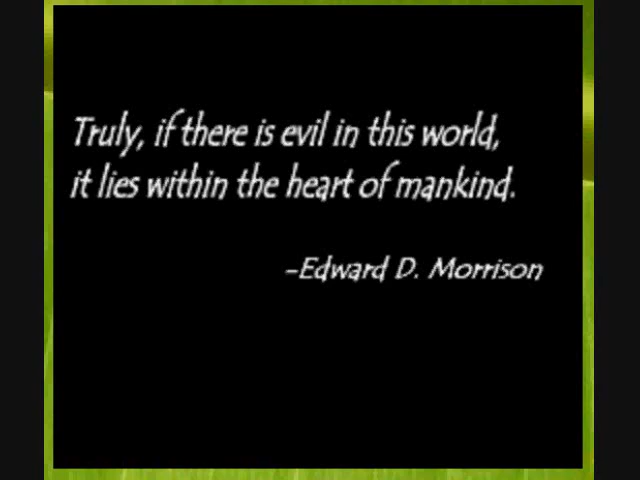 Truly, if there is evil in this world,
it lies within the heart of mankind.
-Edward D. Morrison